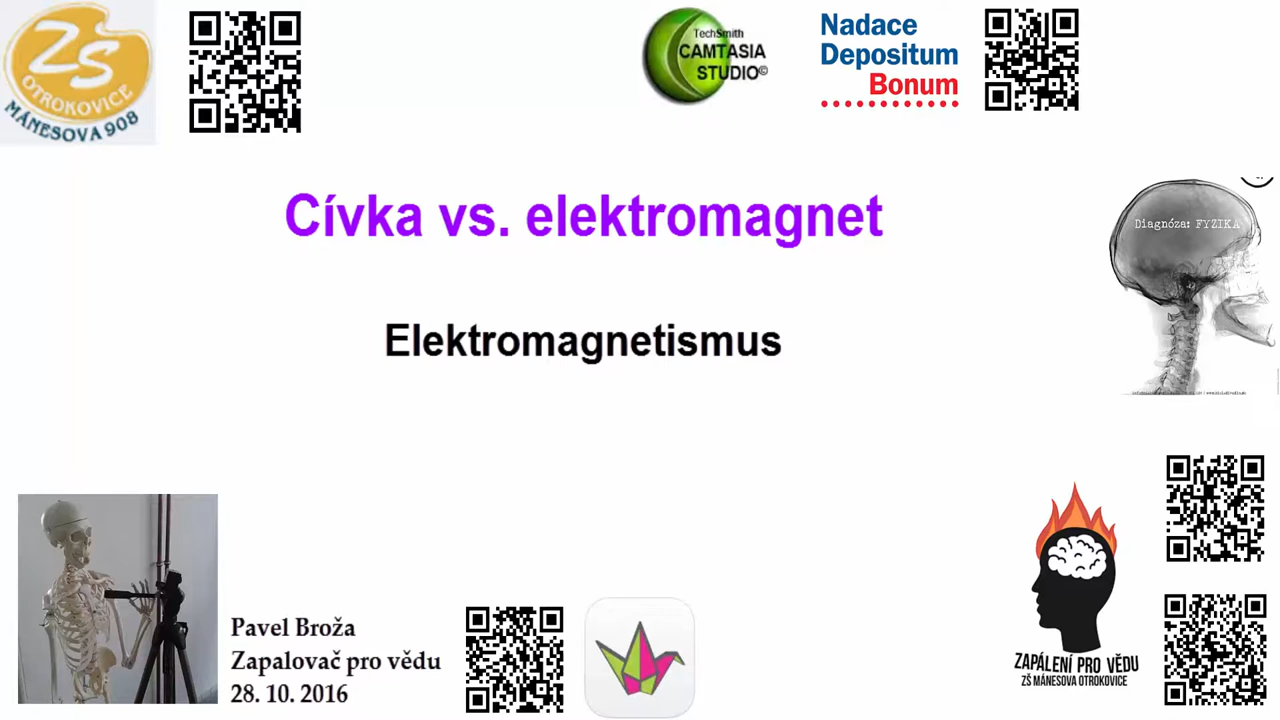 ZŠ
OTROKOVICE
MÁNESOVA 908
TechSmith
CAMTASIA
STUDIO©
Nadace
Depositum
Bonum
Cívka vs. elektromagnet
Diagnóza: FYZIKA
Elektromagnetismus
Pavel Broža
Zapalovač pro vědu
28. 10. 2016
ZAPÁLENÍ PRO VĚDU
ZŠ MÁNESOVA OTROKOVICE